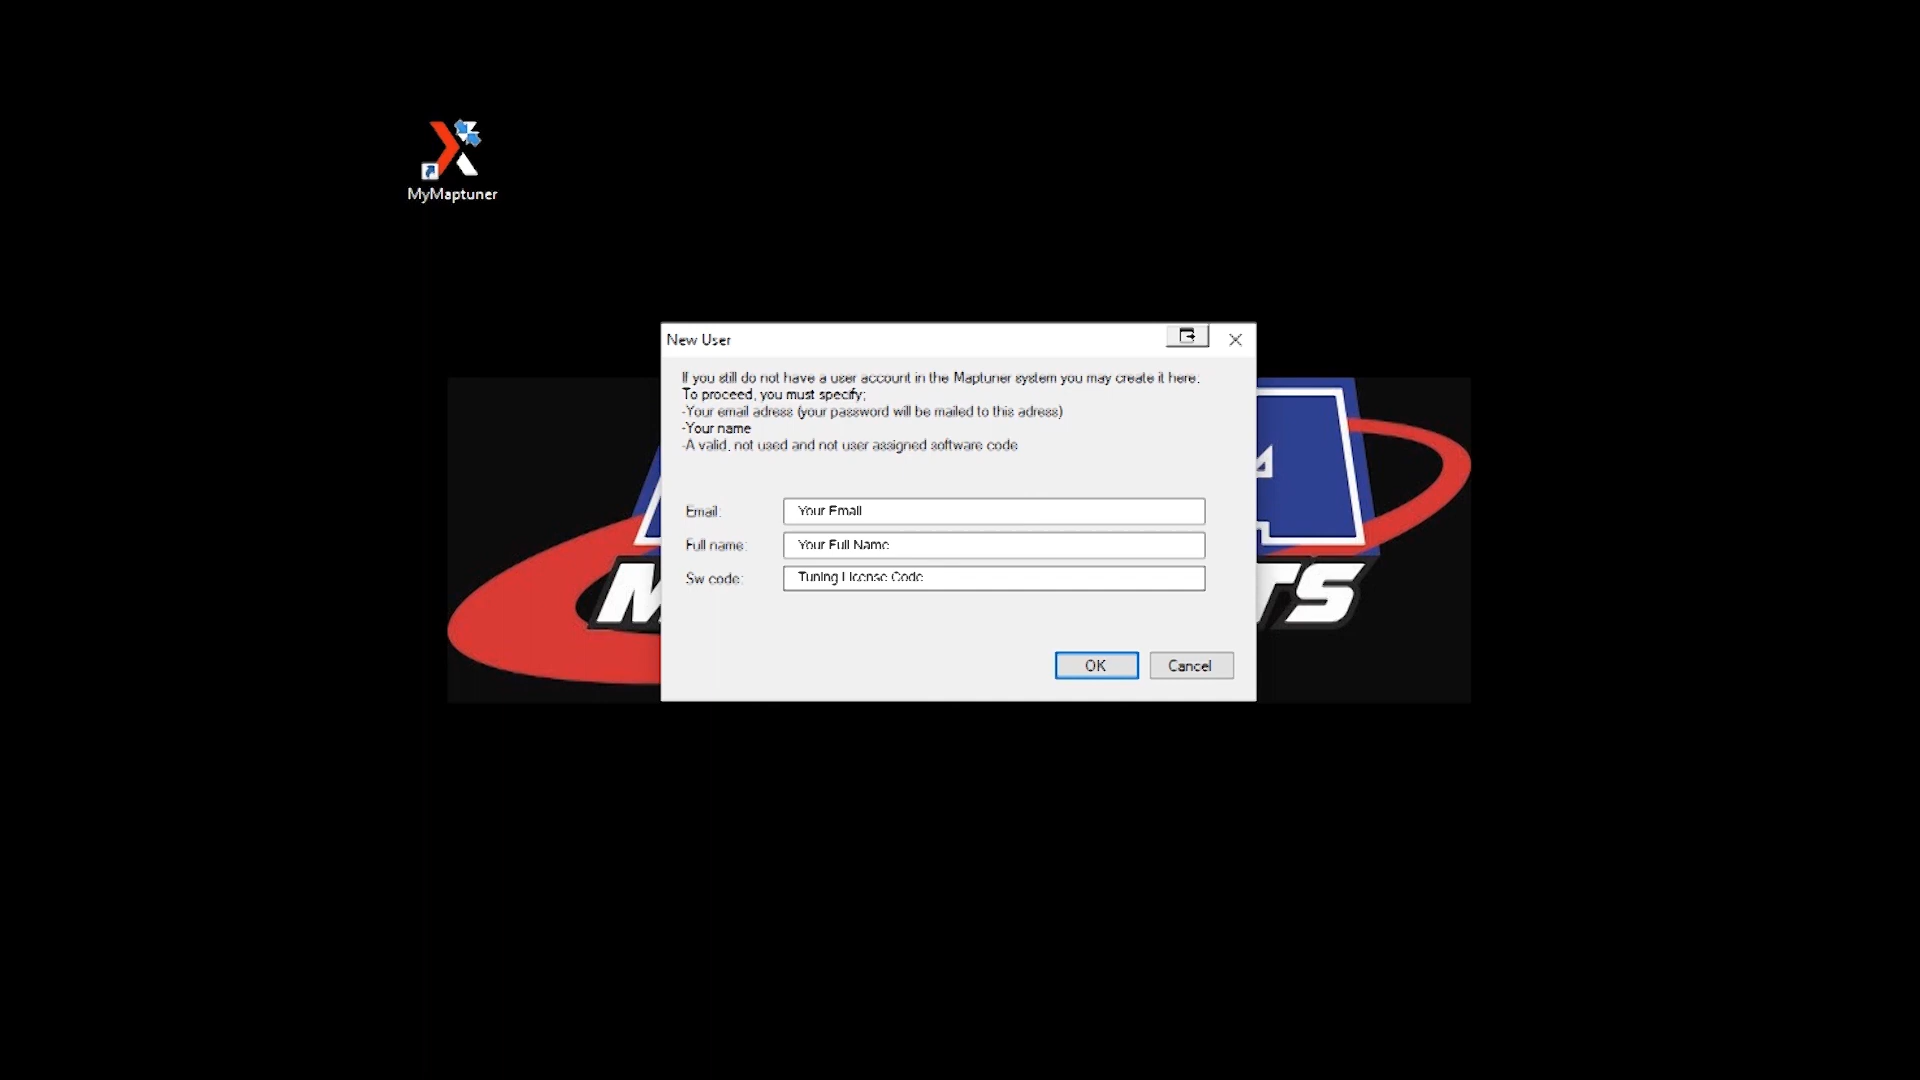 MyMaptuner
New User
If you still do not have a user account in the Maptuner system you may create it here.
To proceed, you must specify;
-Your email adress (your password will be mailed to this adress)
-Your name
-A valid, not used and not user assigned software code
Email: Your Email
Full name: Your Full Name
Sw code: Tuning License Code
M TS
OK Cancel